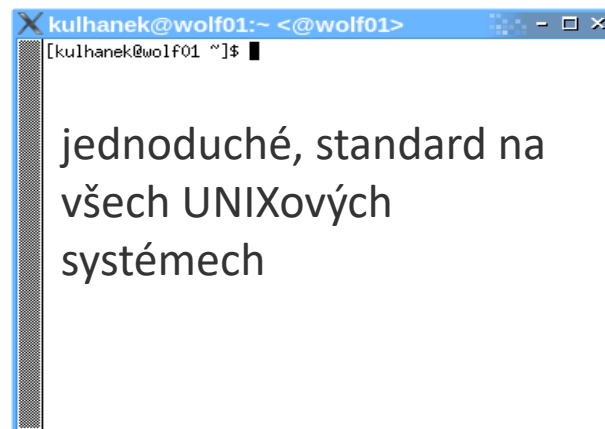 kulhanek@wolf01:~ <@wolf01>
[kulhanek@wolf01 ~]$
jednoduché, standard na
všech UNIXových
systémech